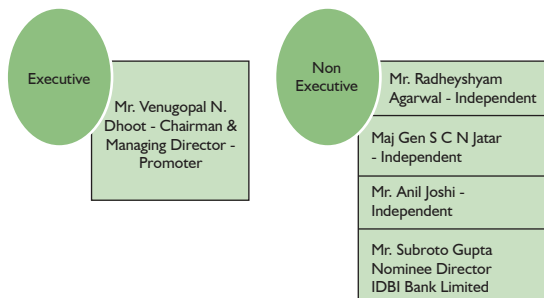 Executive
Mr. Venugopal N.
Dhoot - Chairman &
Managing Director -
Promoter
Non
Executive
Mr. Radheyshyam
Agarwal - Independent
Maj Gen S C N Jatar
- Independent
Mr. Anil Joshi -
Independent
Mr. Subroto Gupta
Nominee Director
IDBI Bank Limited